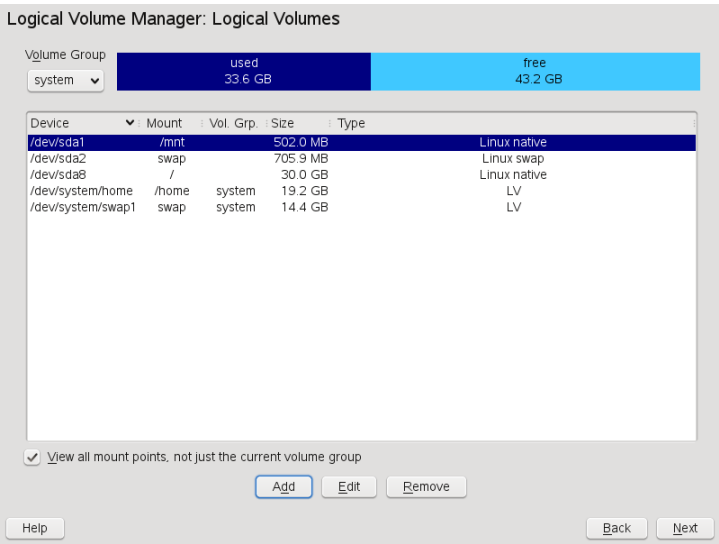 Logical Volume Manager: Logical Volumes
Volume Group
system
used
33.6 GB
free
43.2 GB
Device Mount Vol. Grp. Size Type
/dev/sda1 /mnt 502.0 MB Linux native
/dev/sda2 swap 705.9 MB Linux swap
/dev/sda8 / 30.0 GB Linux native
/dev/system/home /home system 19.2 GB LV
/dev/system/swap1 swap system 14.4 GB LV
View all mount points, not just the current volume group
Add Edit Remove
Help Back Next